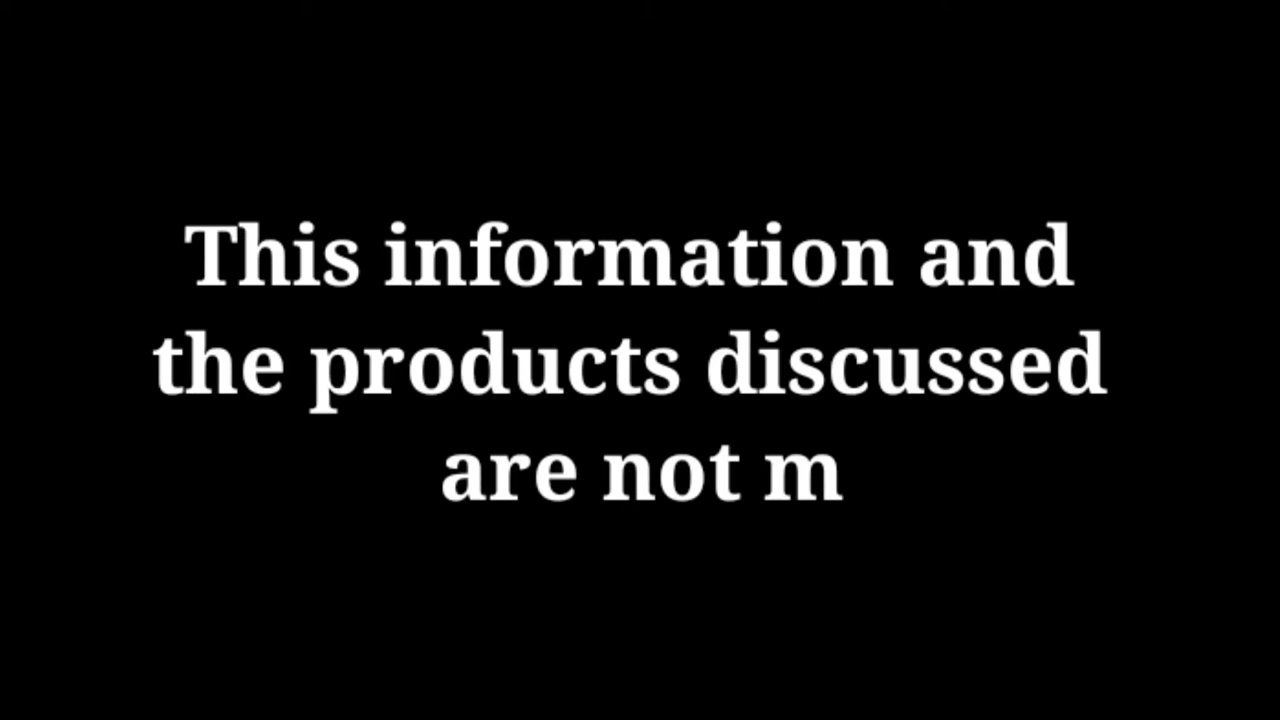 This information and
the products discussed
are not m